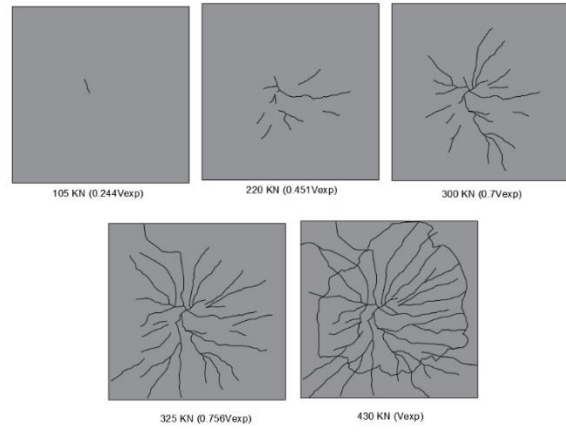 105 KN (0.244Vexp)
220 KN (0.451Vexp)
300 KN (0.7Vexp)
325 KN (0.756Vexp)
430 KN (Vexp)